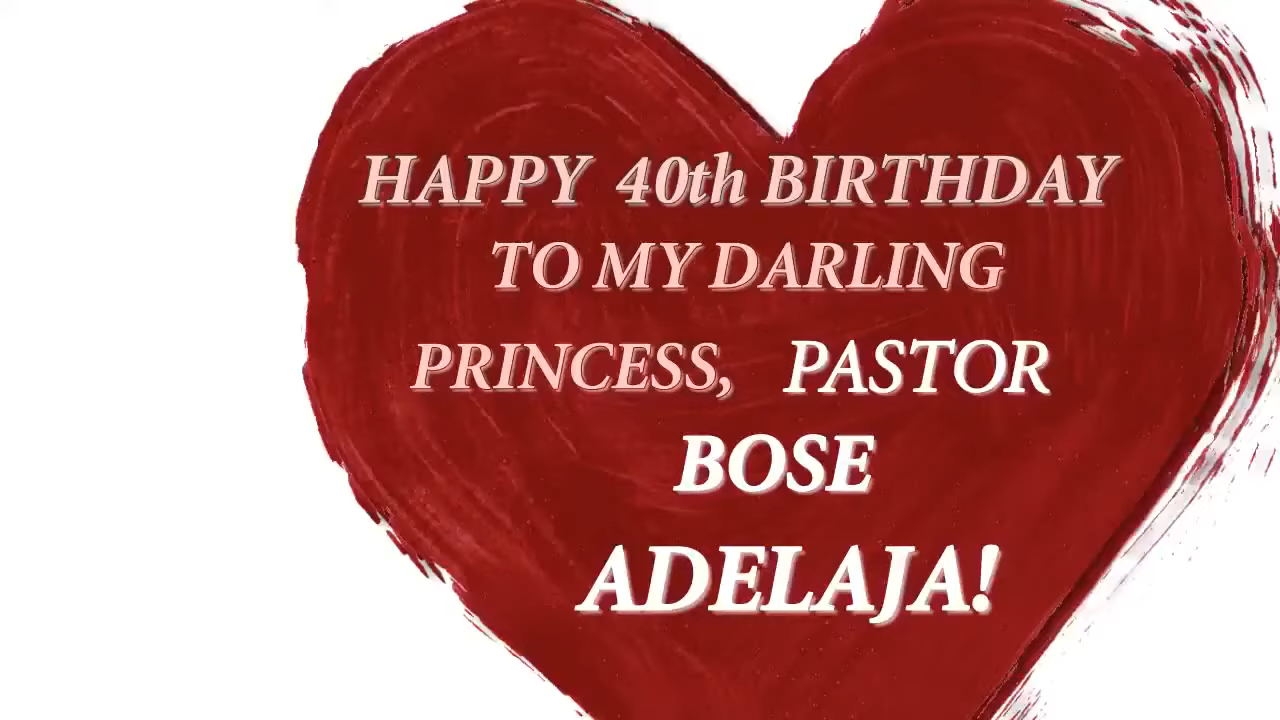 HAPPY 40th BIRTHDAY
TO MY DARLING
PRINCESS, PASTOR
BOSE
ADELAJA!